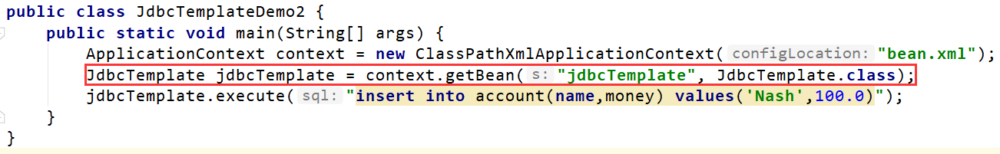 public class JdbcTemplateDemo2 {
public static void main(String[] args) {
ApplicationContext context = new ClassPathXmlApplicationContext( configLocation: "bean.xml");
JdbcTemplate jdbcTemplate = context.getBean( s: "jdbcTemplate", JdbcTemplate.class);
jdbcTemplate.execute( sql: "insert into account(name,money) values('Nash',100.0)");
}
}